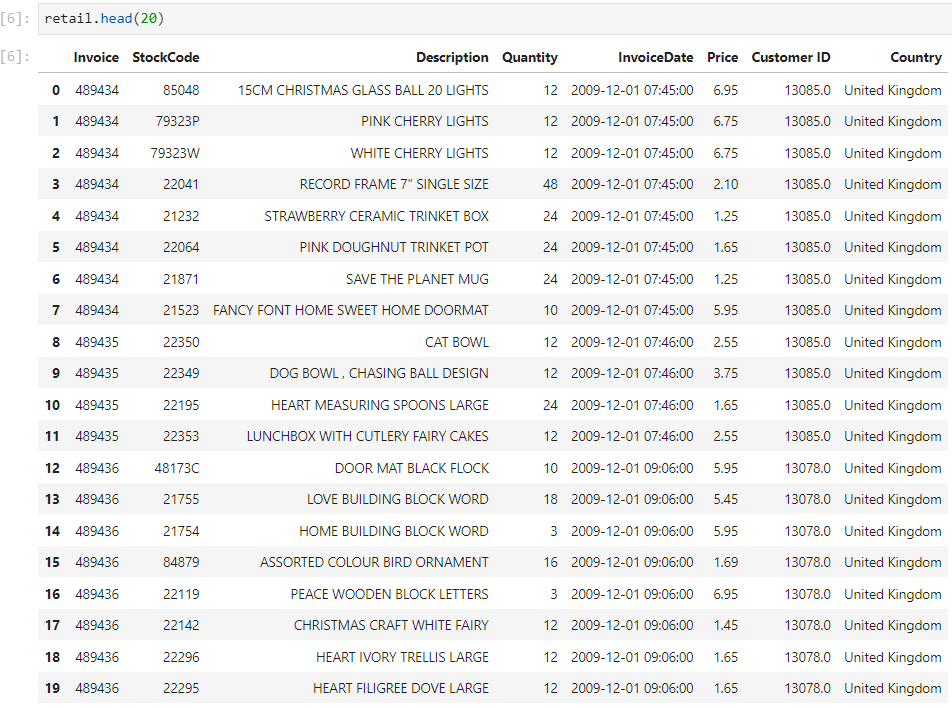 [6]: retail.head(20)
[6]: Invoice StockCode Description Quantity InvoiceDate Price Customer ID Country
0 489434 85048 15CM CHRISTMAS GLASS BALL 20 LIGHTS 12 2009-12-01 07:45:00 6.95 13085.0 United Kingdom
1 489434 79323P PINK CHERRY LIGHTS 12 2009-12-01 07:45:00 6.75 13085.0 United Kingdom
2 489434 79323W WHITE CHERRY LIGHTS 12 2009-12-01 07:45:00 6.75 13085.0 United Kingdom
3 489434 22041 RECORD FRAME 7" SINGLE SIZE 48 2009-12-01 07:45:00 2.10 13085.0 United Kingdom
4 489434 21232 STRAWBERRY CERAMIC TRINKET BOX 24 2009-12-01 07:45:00 1.25 13085.0 United Kingdom
5 489434 22064 PINK DOUGHNUT TRINKET POT 24 2009-12-01 07:45:00 1.65 13085.0 United Kingdom
6 489434 21871 SAVE THE PLANET MUG 24 2009-12-01 07:45:00 1.25 13085.0 United Kingdom
7 489434 21523 FANCY FONT HOME SWEET HOME DOORMAT 10 2009-12-01 07:45:00 5.95 13085.0 United Kingdom
8 489435 22350 CAT BOWL 12 2009-12-01 07:46:00 2.55 13085.0 United Kingdom
9 489435 22349 DOG BOWL , CHASING BALL DESIGN 12 2009-12-01 07:46:00 3.75 13085.0 United Kingdom
10 489435 22195 HEART MEASURING SPOONS LARGE 24 2009-12-01 07:46:00 1.65 13085.0 United Kingdom
11 489435 22353 LUNCHBOX WITH CUTLERY FAIRY CAKES 12 2009-12-01 07:46:00 2.55 13085.0 United Kingdom
12 489436 48173C DOOR MAT BLACK FLOCK 10 2009-12-01 09:06:00 5.95 13078.0 United Kingdom
13 489436 21755 LOVE BUILDING BLOCK WORD 18 2009-12-01 09:06:00 5.45 13078.0 United Kingdom
14 489436 21754 HOME BUILDING BLOCK WORD 3 2009-12-01 09:06:00 5.95 13078.0 United Kingdom
15 489436 84879 ASSORTED COLOUR BIRD ORNAMENT 16 2009-12-01 09:06:00 1.69 13078.0 United Kingdom
16 489436 22119 PEACE WOODEN BLOCK LETTERS 3 2009-12-01 09:06:00 6.95 13078.0 United Kingdom
17 489436 22142 CHRISTMAS CRAFT WHITE FAIRY 12 2009-12-01 09:06:00 1.45 13078.0 United Kingdom
18 489436 22296 HEART IVORY TRELLIS LARGE 12 2009-12-01 09:06:00 1.65 13078.0 United Kingdom
19 489436 22295 HEART FILIGREE DOVE LARGE 12 2009-12-01 09:06:00 1.65 13078.0 United Kingdom